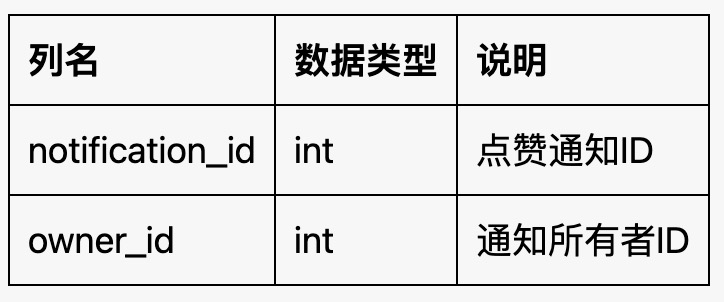 列名 数据类型 说明
notification_id int 点赞通知ID
owner_id int 通知所有者ID